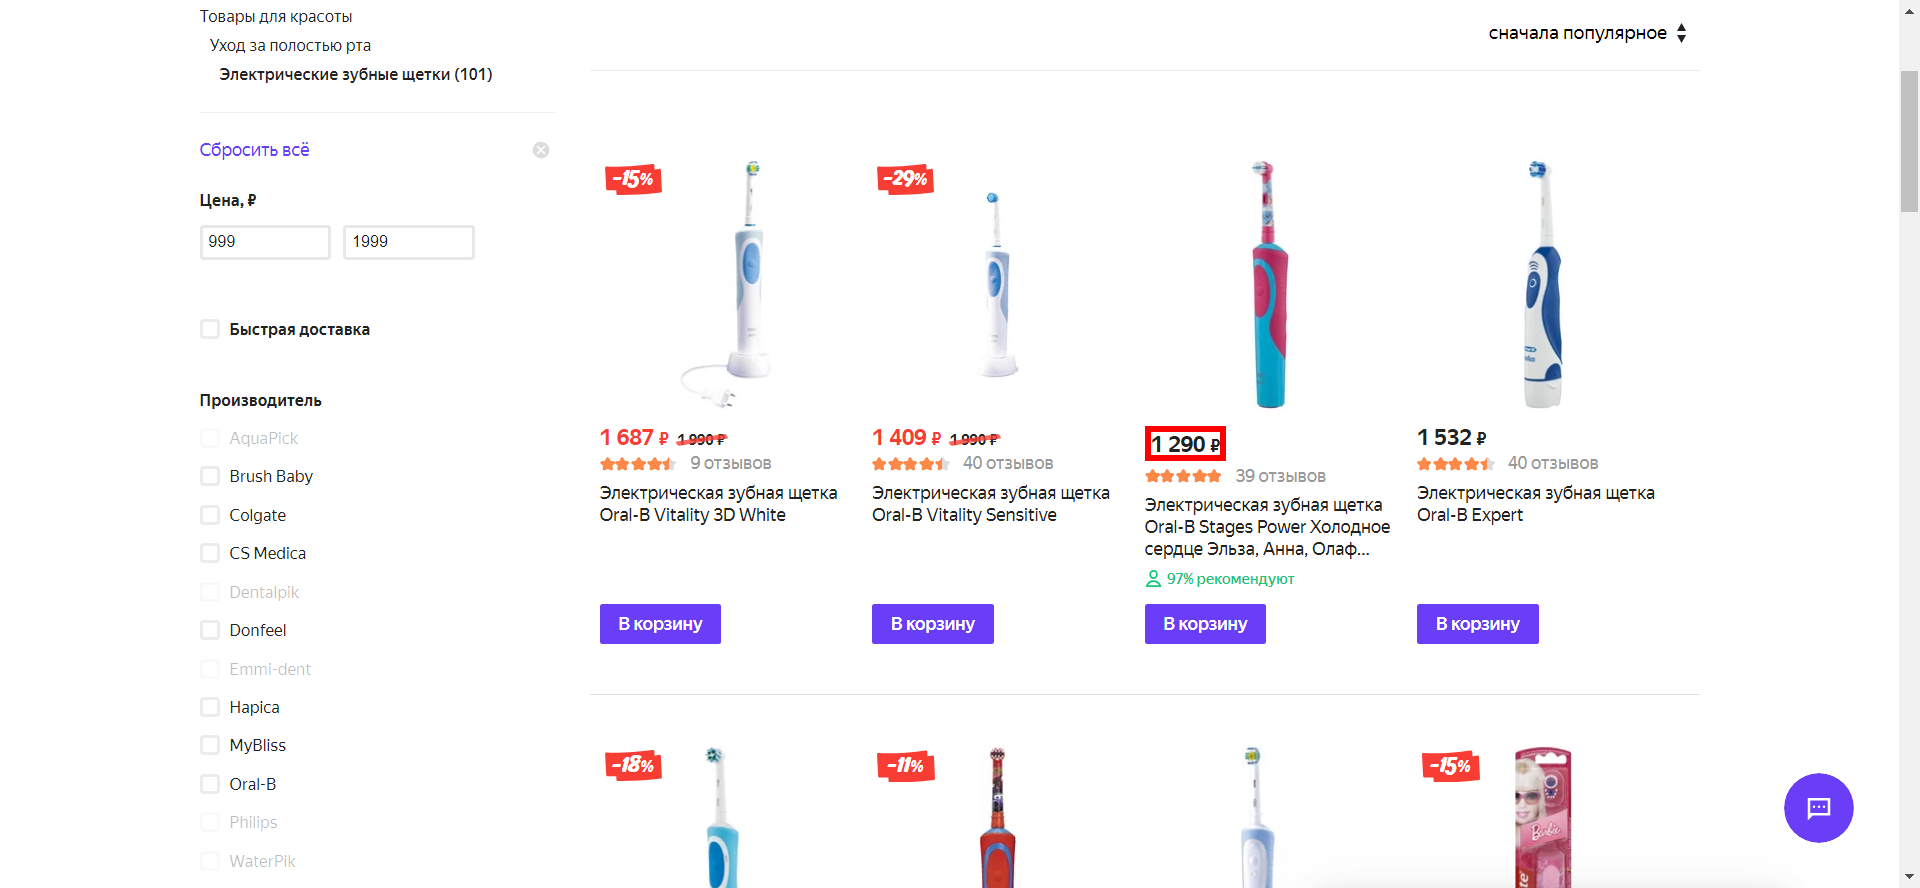 Товары для красоты
Уход за полостью рта
Электрические зубные щетки (101)
сначала популярное
Сбросить всё
Цена, ₽
999
1999
Быстрая доставка
Производитель
AquaPick
Brush Baby
Colgate
CS Medica
Dentalpik
Donfeel
Emmi-dent
Hapica
MyBliss
Oral-B
Philips
WaterPik
-15%
1 687 ₽ 1 990 ₽
9 отзывов
Электрическая зубная щетка
Oral-B Vitality 3D White
В корзину
-29%
1 409 ₽ 1 990 ₽
40 отзывов
Электрическая зубная щетка
Oral-B Vitality Sensitive
В корзину
1 290 ₽
39 отзывов
Электрическая зубная щетка
Oral-B Stages Power Холодное
сердце Эльза, Анна, Олаф...
97% рекомендуют
В корзину
1 532 ₽
40 отзывов
Электрическая зубная щетка
Oral-B Expert
В корзину
-18%
-11%
-15%
Barbie